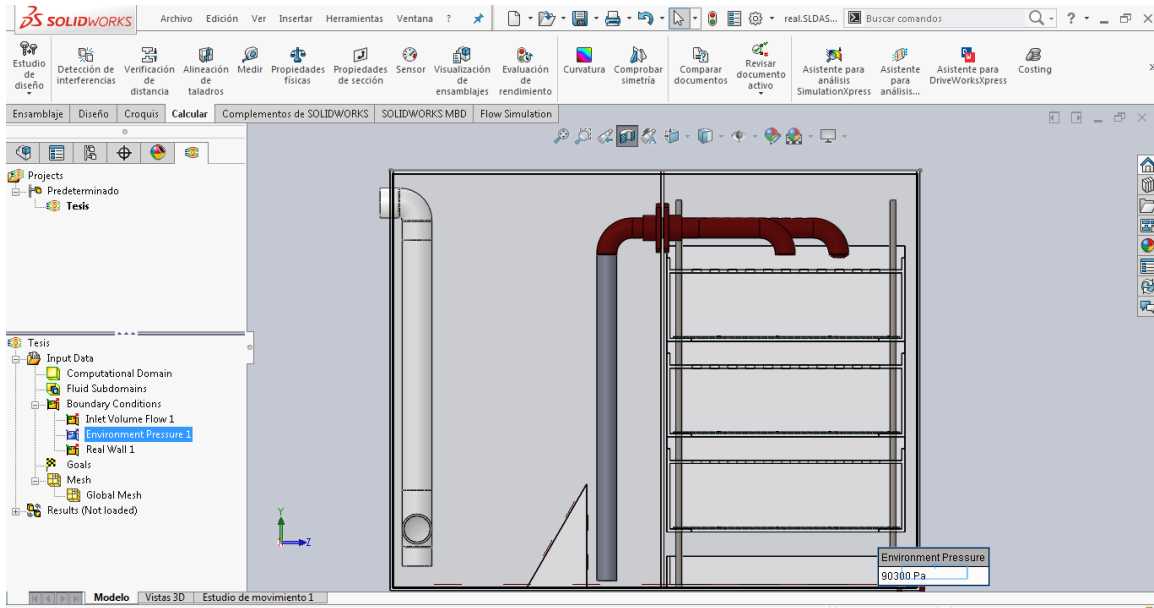 SOLIDWORKS Archivo Edición Ver Insertar Herramientas Ventana ? real.SLDAS... Buscar comandos
Estudio de diseño
Detección de interferencias
Verificación de distancia
Alineación de taladros
Medir
Propiedades físicas
Propiedades de sección
Sensor
Visualización de ensamblajes
Evaluación de rendimiento
Curvatura
Comprobar simetría
Comparar documentos
Revisar documento activo
Asistente para análisis SimulationXpress
Asistente para análisis...
Asistente para DriveWorksXpress
Costing
Ensamblaje Diseño Croquis Calcular Complementos de SOLIDWORKS SOLIDWORKS MBD Flow Simulation
Projects
Predeterminado
Tesis
Tesis
Input Data
Computational Domain
Fluid Subdomains
Boundary Conditions
Inlet Volume Flow 1
Environment Pressure 1
Real Wall 1
Goals
Mesh
Global Mesh
Results (Not loaded)
Y
Z
Environment Pressure
90300 Pa
Modelo Vistas 3D Estudio de movimiento 1